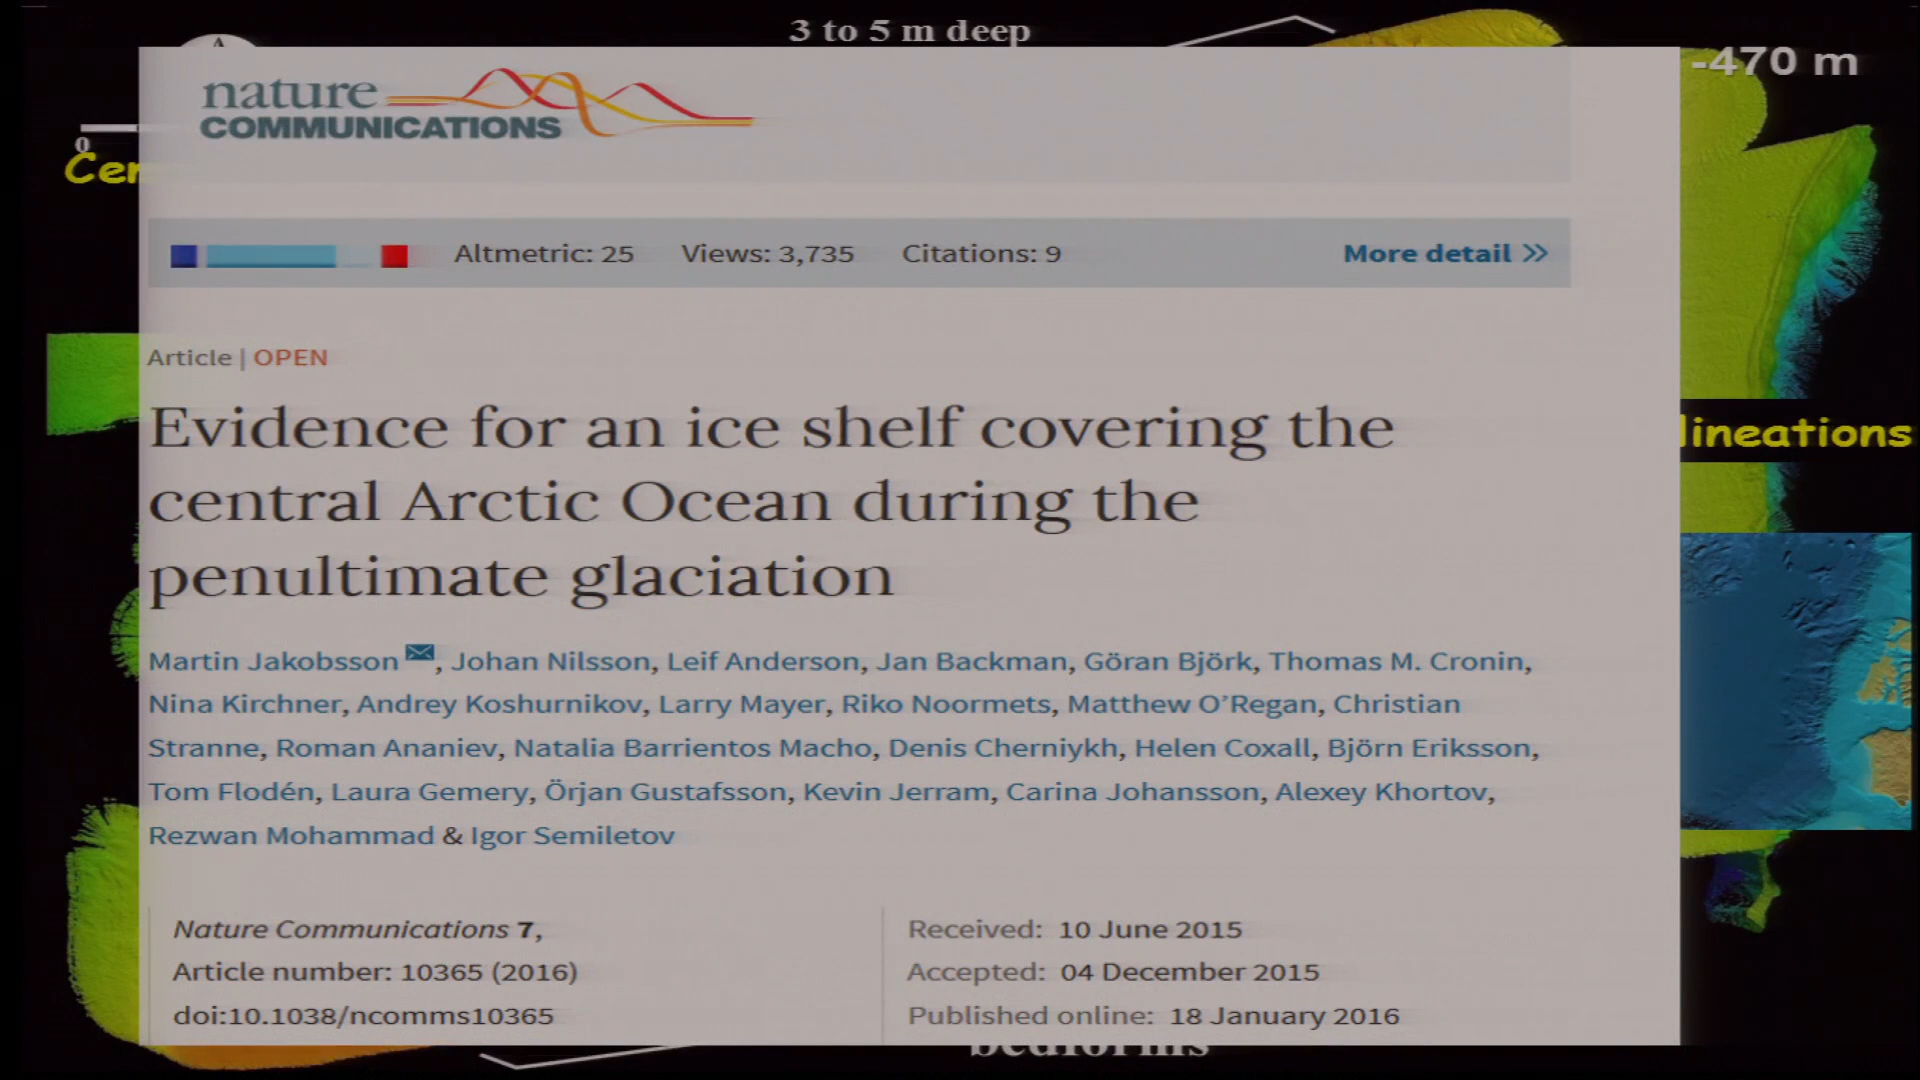 3 to 5 m deep
-470 m
A
0
nature
COMMUNICATIONS
Altmetric: 25 Views: 3,735 Citations: 9 More detail >>
Article | OPEN
Evidence for an ice shelf covering the
central Arctic Ocean during the
penultimate glaciation
lineations
Martin Jakobsson, Johan Nilsson, Leif Anderson, Jan Backman, Göran Björk, Thomas M. Cronin,
Nina Kirchner, Andrey Koshurnikov, Larry Mayer, Riko Noormets, Matthew O’Regan, Christian
Stranne, Roman Ananiev, Natalia Barrientos Macho, Denis Cherniykh, Helen Coxall, Björn Eriksson,
Tom Flodén, Laura Gemery, Örjan Gustafsson, Kevin Jerram, Carina Johansson, Alexey Khortov,
Rezwan Mohammad & Igor Semiletov
Nature Communications 7,
Article number: 10365 (2016)
doi:10.1038/ncomms10365
Received: 10 June 2015
Accepted: 04 December 2015
Published online: 18 January 2016
bedforms